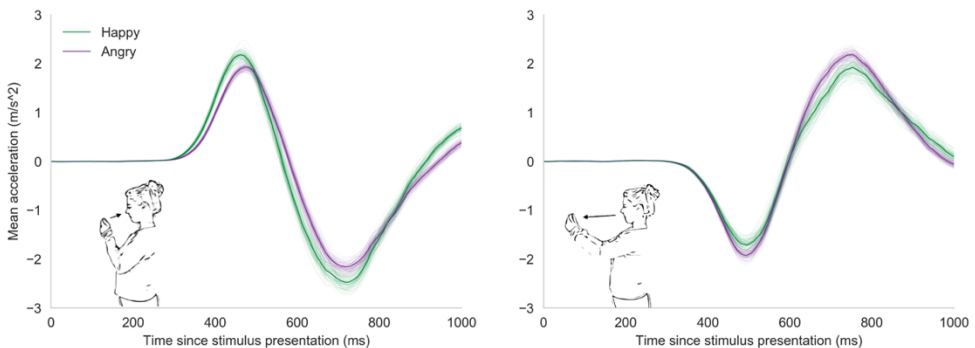 3
2
1
0
−1
−2
−3
Mean acceleration (m/s^2)
Happy
Angry
0 200 400 600 800 1000
Time since stimulus presentation (ms)
3
2
1
0
−1
−2
−3
0 200 400 600 800 1000
Time since stimulus presentation (ms)